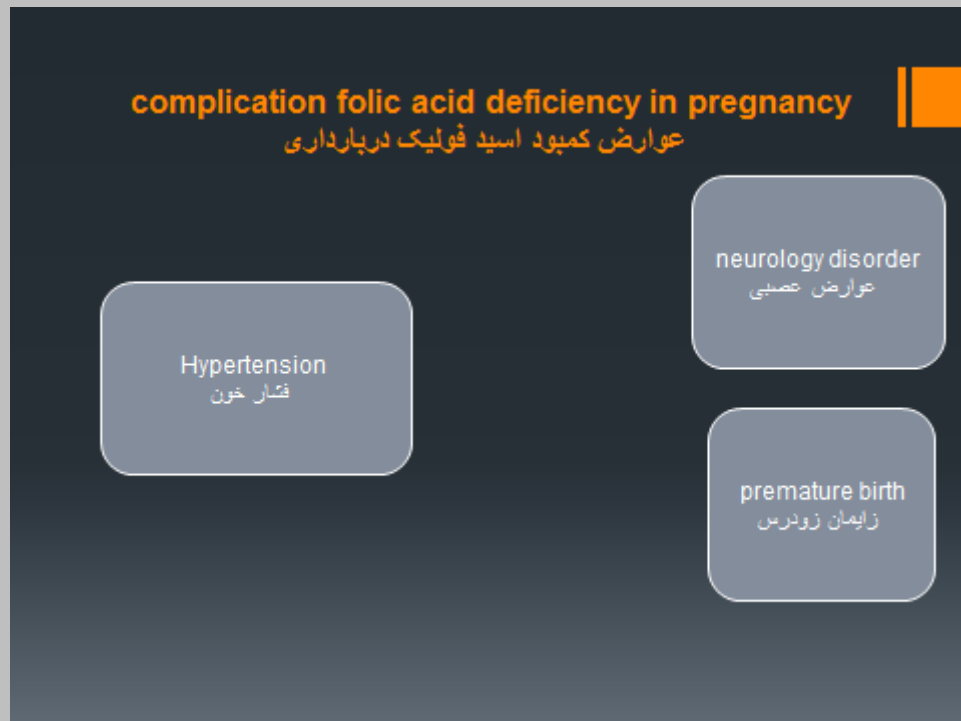 complication folic acid deficiency in pregnancy
عوارض کمبود اسید فولیک دربارداری
neurology disorder
عوارض عصبی
Hypertension
فشار خون
premature birth
زایمان زودرس